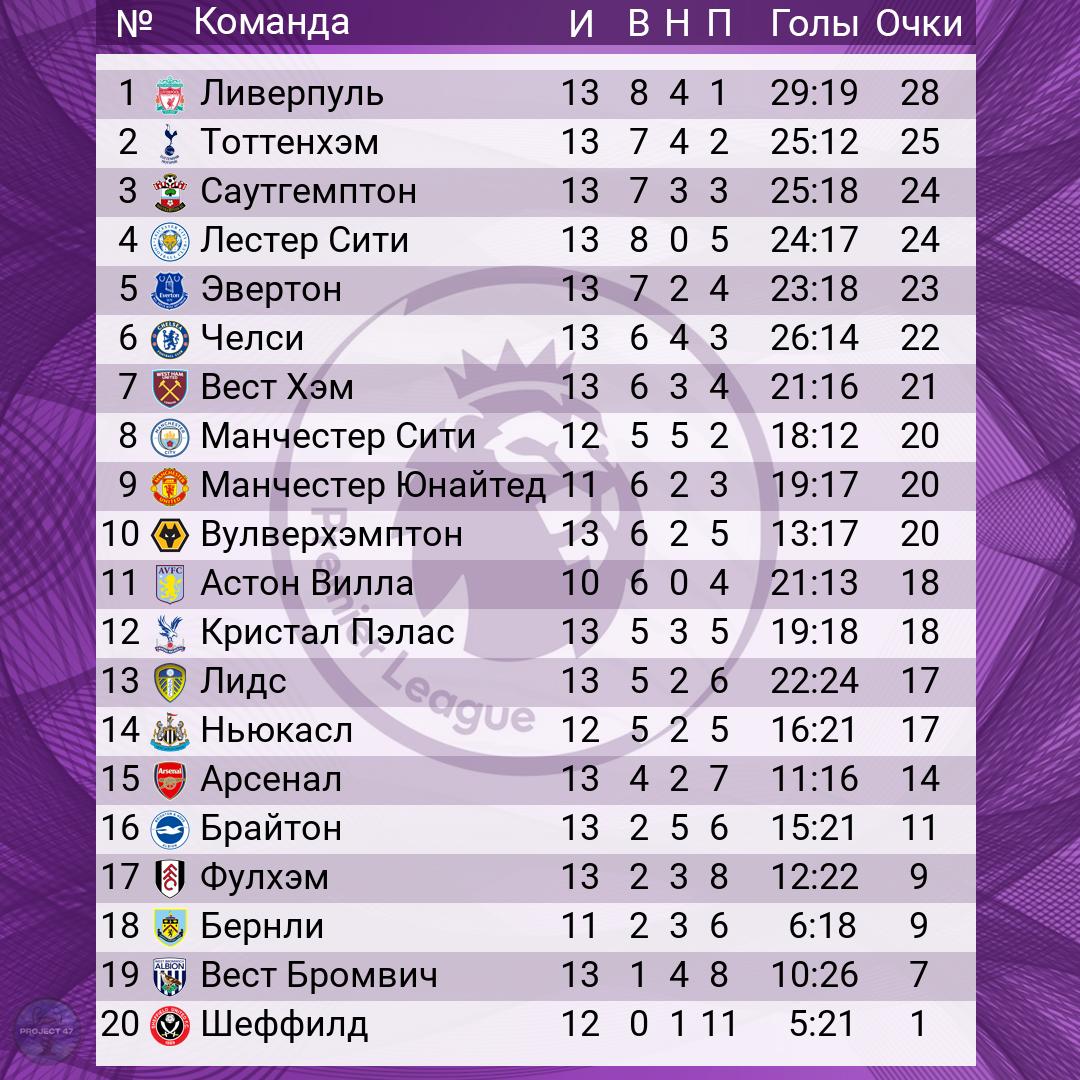 № Команда И В Н П Голы Очки
1 Ливерпуль 13 8 4 1 29:19 28
2 Тоттенхэм 13 7 4 2 25:12 25
3 Саутгемптон 13 7 3 3 25:18 24
4 Лестер Сити 13 8 0 5 24:17 24
5 Эвертон 13 7 2 4 23:18 23
6 Челси 13 6 4 3 26:14 22
7 Вест Хэм 13 6 3 4 21:16 21
8 Манчестер Сити 12 5 5 2 18:12 20
9 Манчестер Юнайтед 11 6 2 3 19:17 20
10 Вулверхэмптон 13 6 2 5 13:17 20
11 Астон Вилла 10 6 0 4 21:13 18
12 Кристал Пэлас 13 5 3 5 19:18 18
13 Лидс 13 5 2 6 22:24 17
14 Ньюкасл 12 5 2 5 16:21 17
15 Арсенал 13 4 2 7 11:16 14
16 Брайтон 13 2 5 6 15:21 11
17 Фулхэм 13 2 3 8 12:22 9
18 Бернли 11 2 3 6 6:18 9
19 Вест Бромвич 13 1 4 8 10:26 7
20 Шеффилд 12 0 1 11 5:21 1
Premier League
PROJECT 47